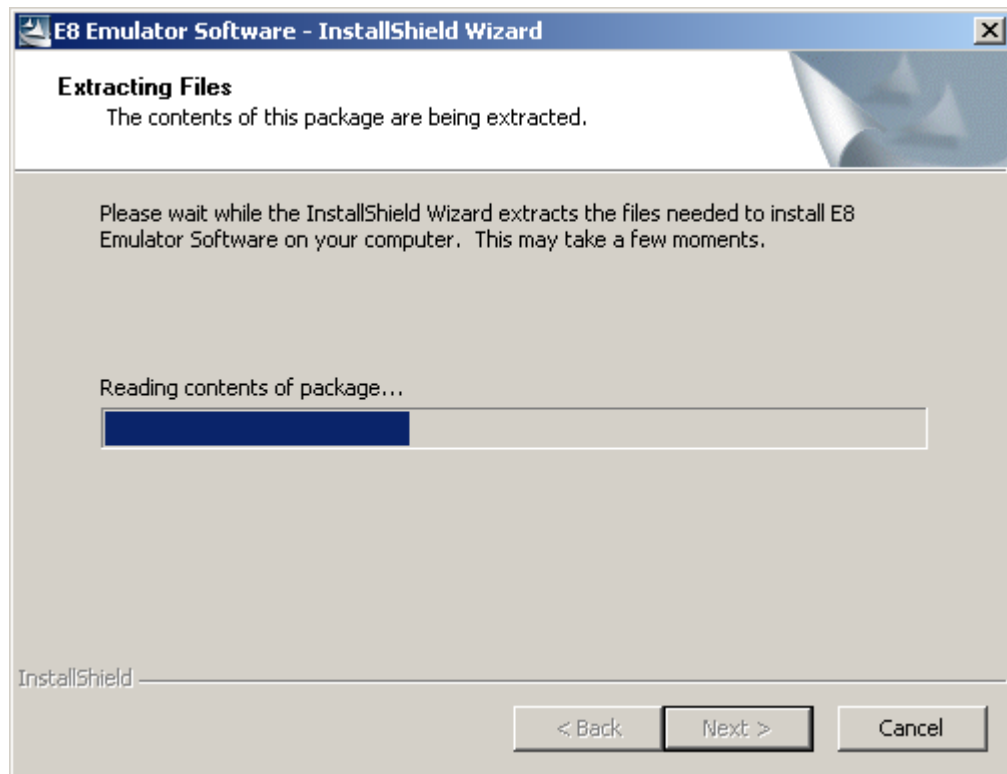 E8 Emulator Software - InstallShield Wizard
Extracting Files
The contents of this package are being extracted.
Please wait while the InstallShield Wizard extracts the files needed to install E8
Emulator Software on your computer.  This may take a few moments.
Reading contents of package...
InstallShield
< Back
Next >
Cancel